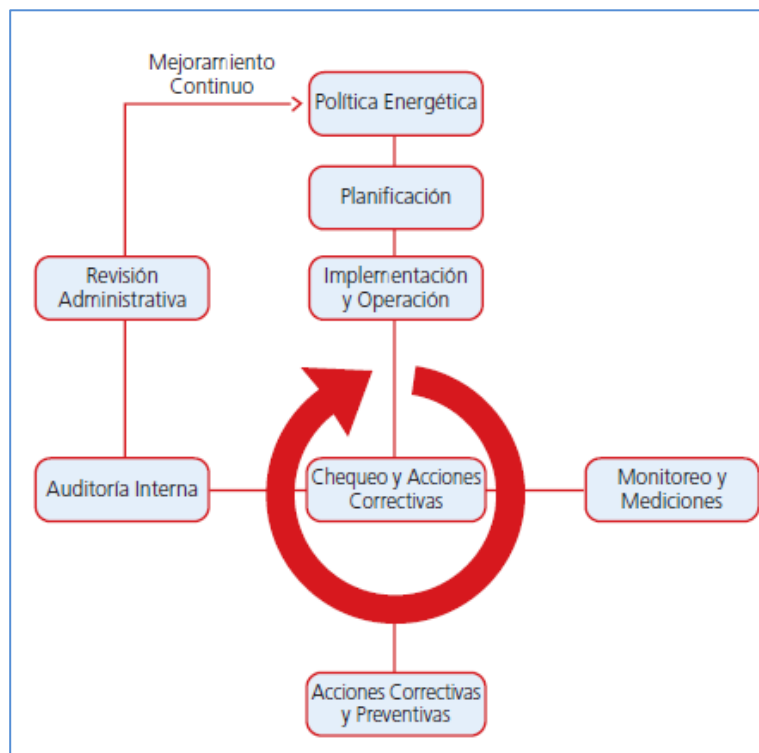 Mejoramiento
Continuo
Política Energética
Planificación
Revisión
Administrativa
Implementación
y Operación
Auditoría Interna
Chequeo y Acciones
Correctivas
Monitoreo y
Mediciones
Acciones Correctivas
y Preventivas